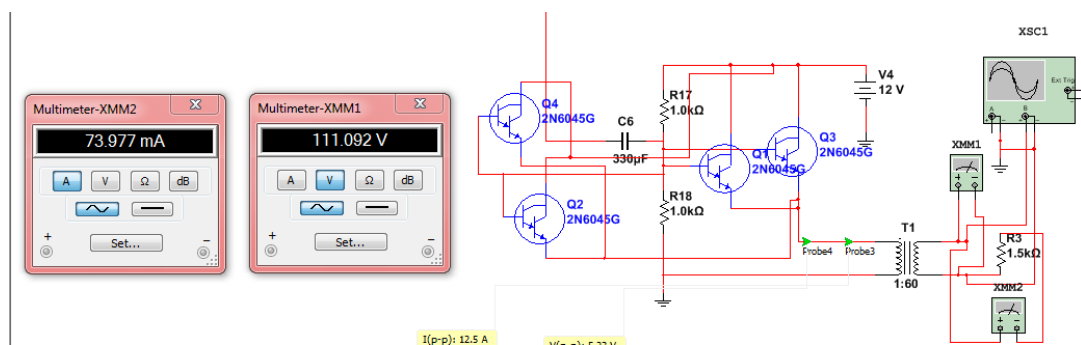 Multimeter-XMM2
x
73.977 mA
A
V
Ω
dB
+
Set...
−
Multimeter-XMM1
x
111.092 V
A
V
Ω
dB
+
Set...
−
Q4
2N6045G
Q2
2N6045G
C6
330µF
R17
1.0kΩ
R18
1.0kΩ
Q1
2N6045G
Q3
2N6045G
V4
12 V
Probe4
Probe3
I(p-p): 12.5 A
T1
1:60
XSC1
Ext Trig
A
B
XMM1
R3
1.5kΩ
XMM2